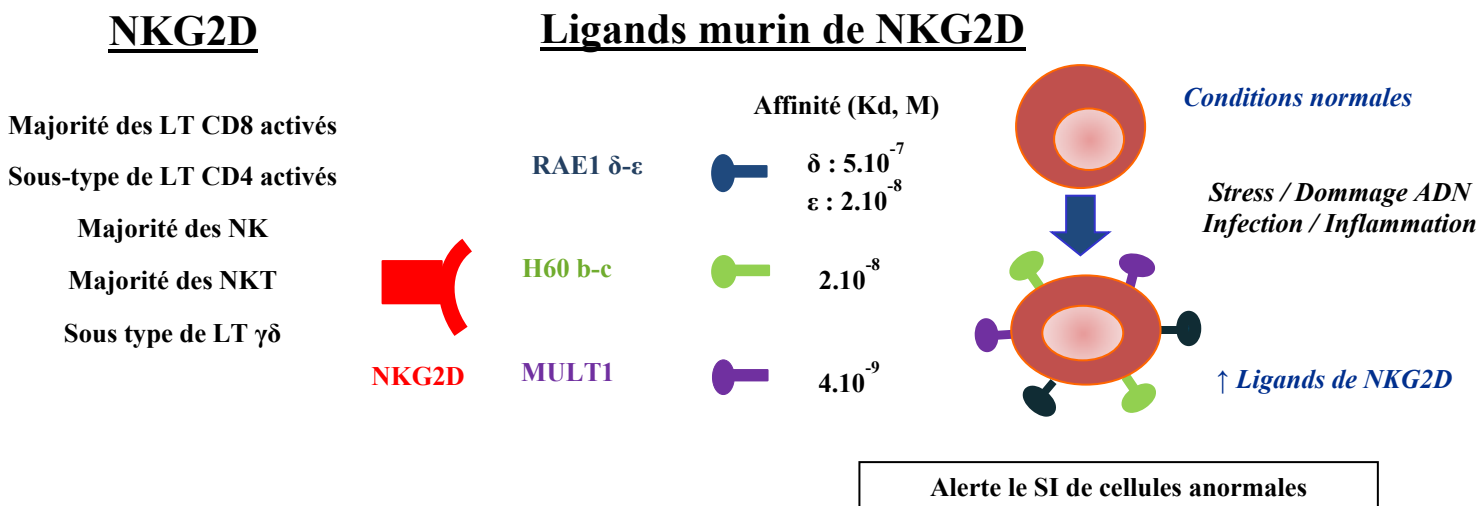 NKG2D
Majorité des LT CD8 activés
Sous-type de LT CD4 activés
Majorité des NK
Majorité des NKT
Sous type de LT γδ
NKG2D
Ligands murin de NKG2D
Affinité (Kd, M)
RAE1 δ-ε
δ : 5.10⁻⁷
ε : 2.10⁻⁸
H60 b-c
2.10⁻⁸
MULT1
4.10⁻⁹
Conditions normales
Stress / Dommage ADN
Infection / Inflammation
↑ Ligands de NKG2D
Alerte le SI de cellules anormales